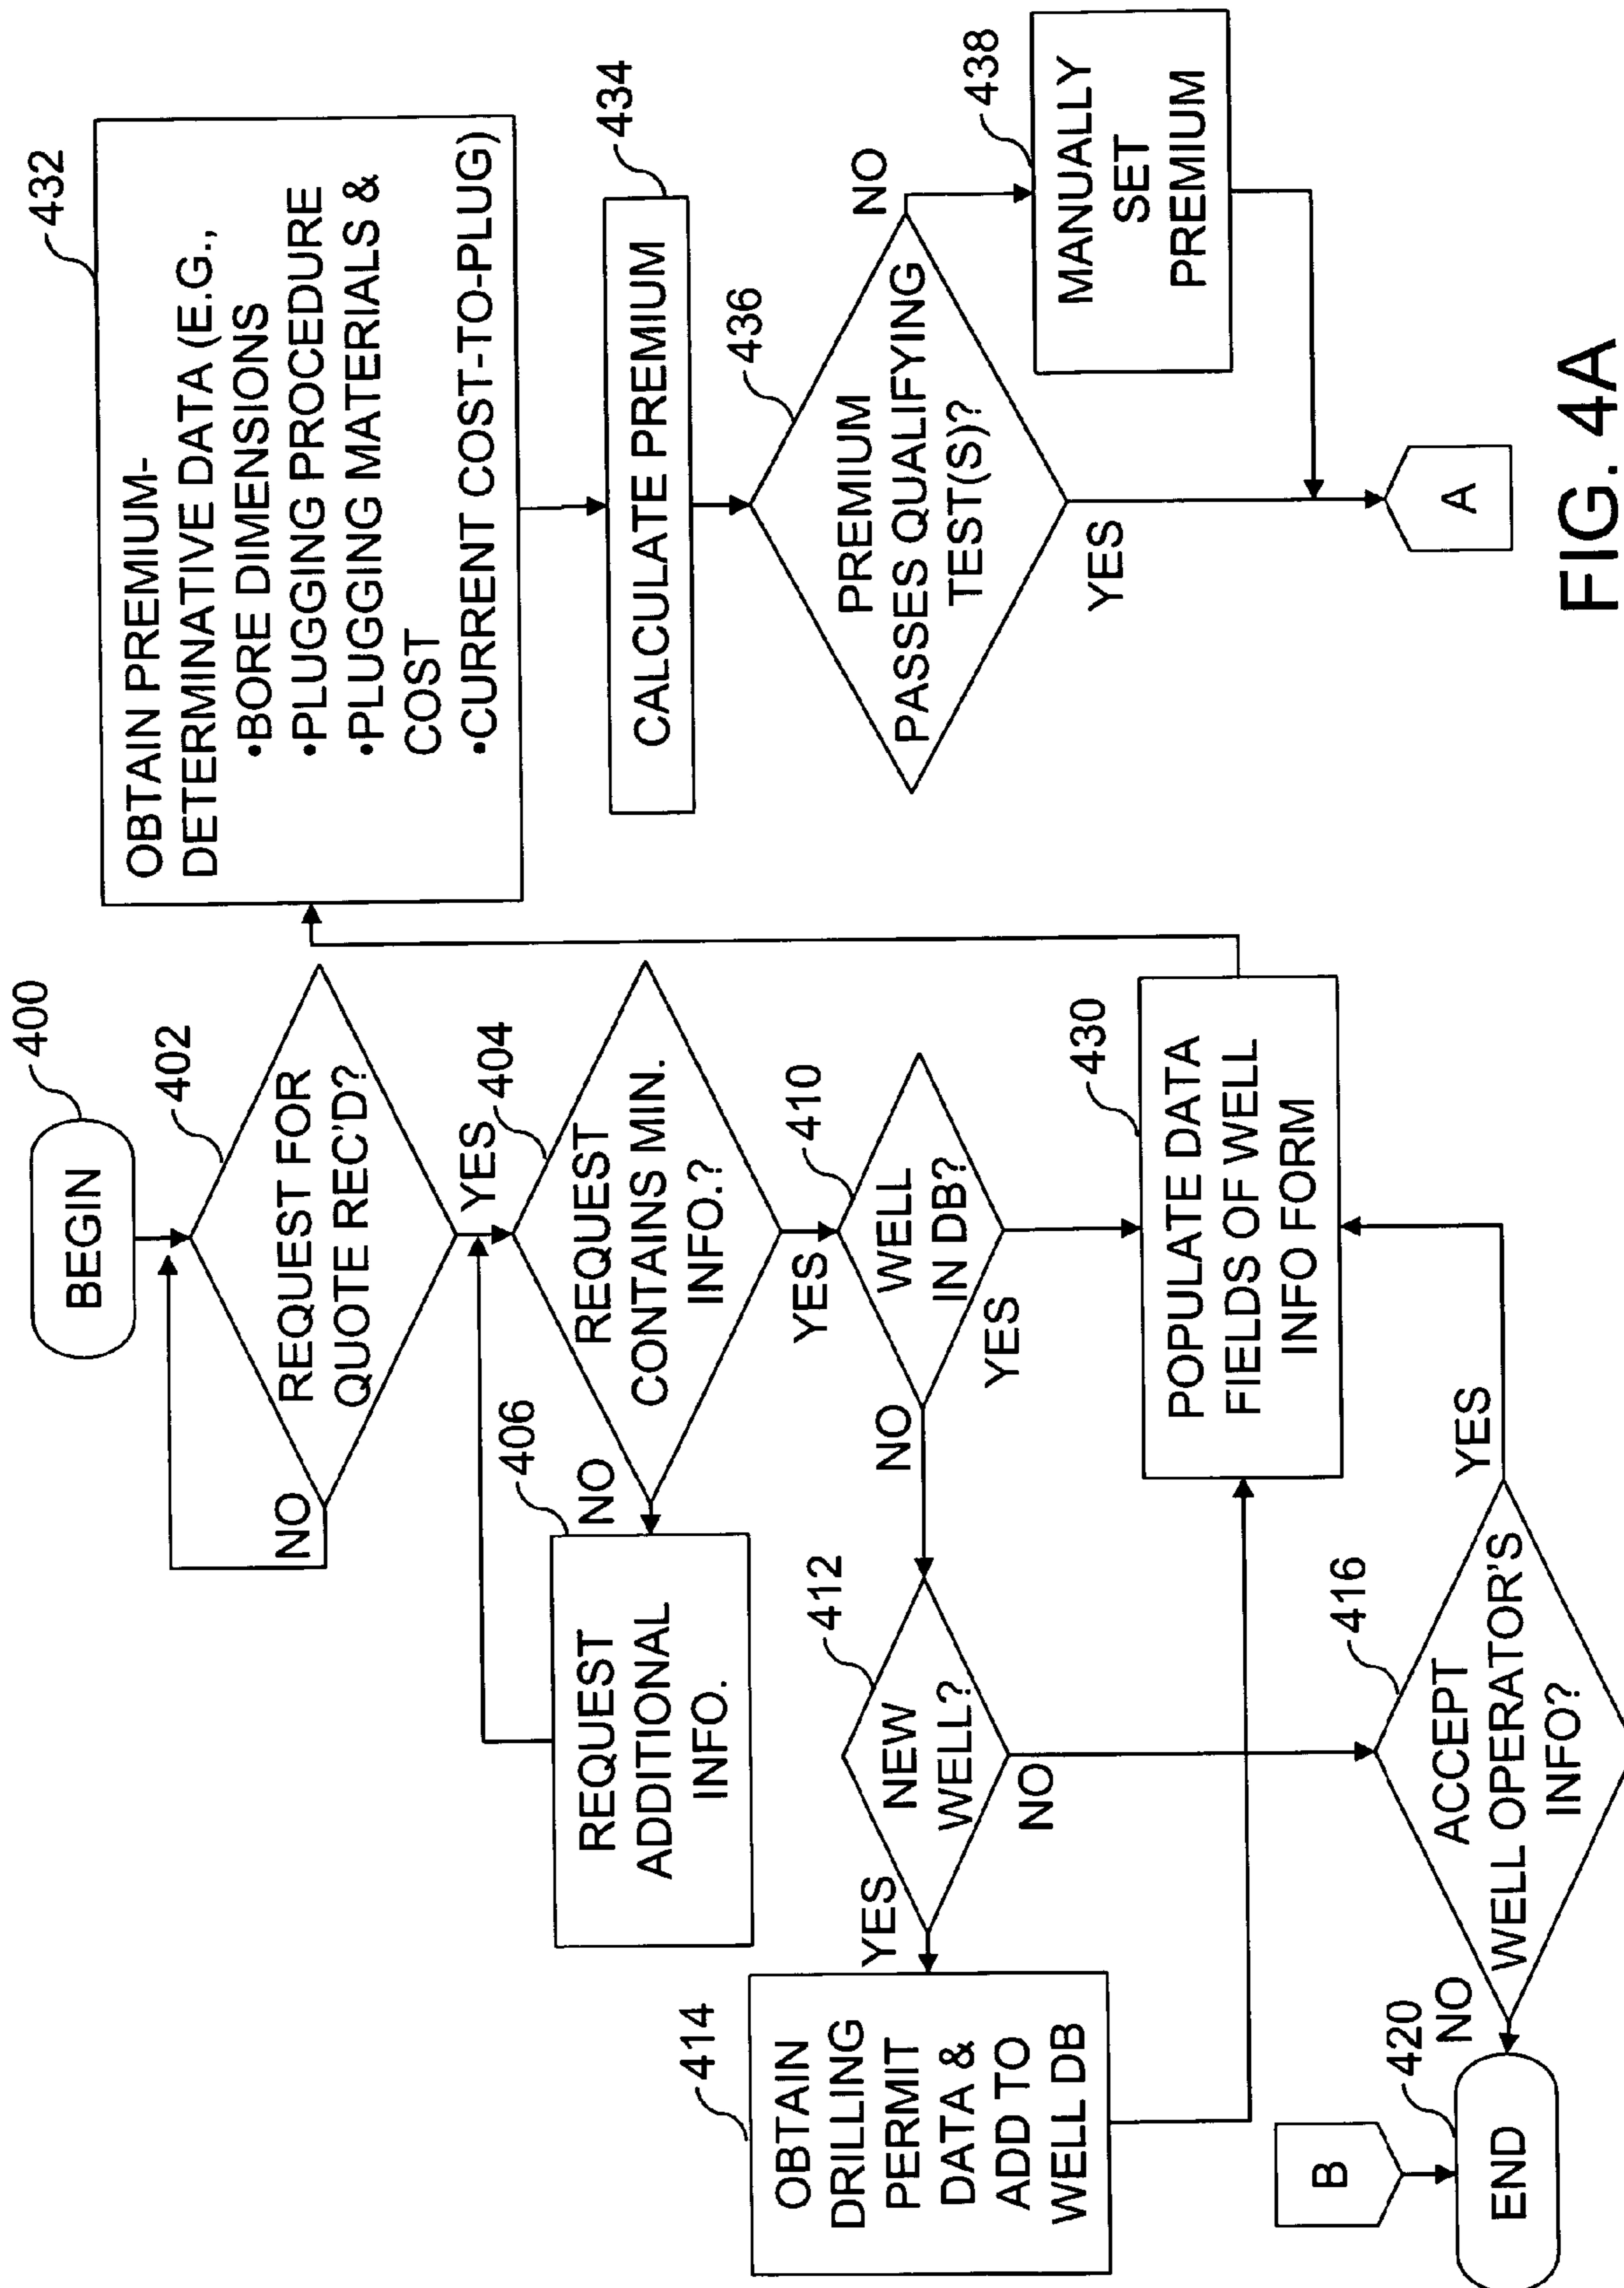 400
BEGIN
402
REQUEST FOR
QUOTE REC'D?
NO
YES
404
REQUEST
CONTAINS MIN.
INFO.?
NO
406
REQUEST
ADDITIONAL
INFO.
YES
410
WELL
IN DB?
NO
YES
412
NEW
WELL?
YES
NO
414
OBTAIN
DRILLING
PERMIT
DATA &
ADD TO
WELL DB
416
ACCEPT
WELL OPERATOR'S
INFO?
YES
NO
420
END
B
430
POPULATE DATA
FIELDS OF WELL
INFO FORM
432
OBTAIN PREMIUM-
DETERMINATIVE DATA (E.G.,
•BORE DIMENSIONS
•PLUGGING PROCEDURE
•PLUGGING MATERIALS &
COST
•CURRENT COST-TO-PLUG)
434
CALCULATE PREMIUM
436
PREMIUM
PASSES QUALIFYING
TEST(S)?
NO
YES
438
MANUALLY
SET
PREMIUM
A
FIG. 4A